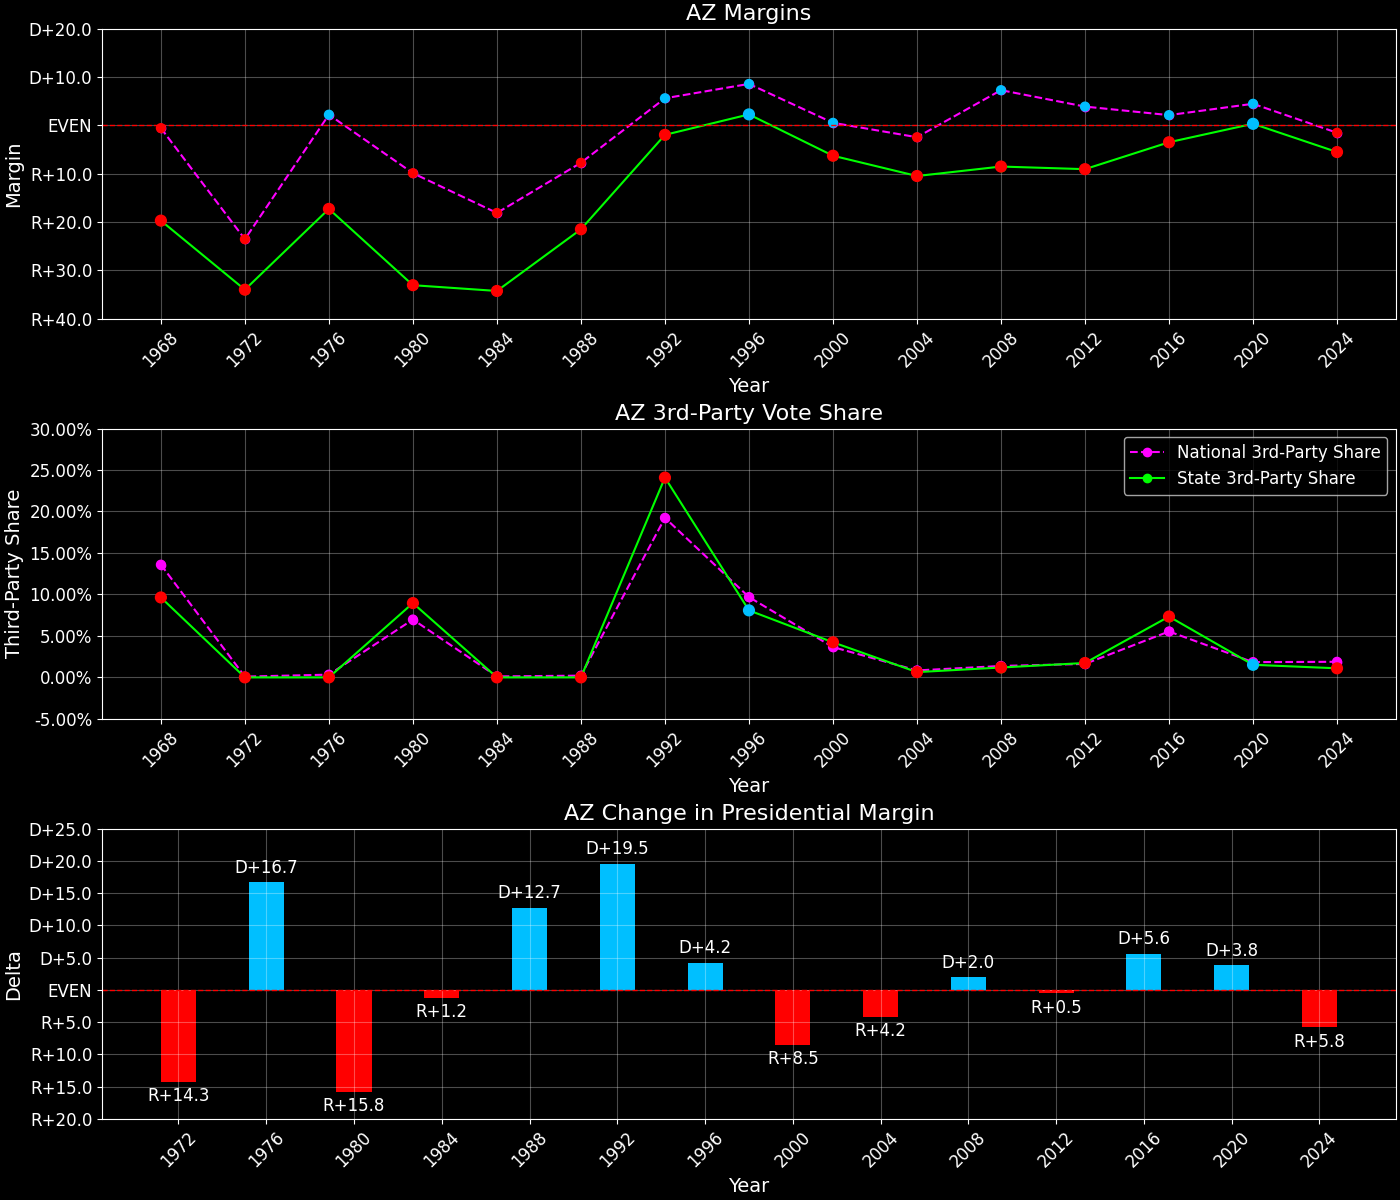 AZ Margins
Margin
D+20.0
D+10.0
EVEN
R+10.0
R+20.0
R+30.0
R+40.0
1968 1972 1976 1980 1984 1988 1992 1996 2000 2004 2008 2012 2016 2020 2024
Year
AZ 3rd-Party Vote Share
Third-Party Share
30.00%
25.00%
20.00%
15.00%
10.00%
5.00%
0.00%
-5.00%
National 3rd-Party Share
State 3rd-Party Share
1968 1972 1976 1980 1984 1988 1992 1996 2000 2004 2008 2012 2016 2020 2024
Year
AZ Change in Presidential Margin
Delta
D+25.0
D+20.0
D+15.0
D+10.0
D+5.0
EVEN
R+5.0
R+10.0
R+15.0
R+20.0
R+14.3
D+16.7
R+15.8
R+1.2
D+12.7
D+19.5
D+4.2
R+8.5
R+4.2
D+2.0
R+0.5
D+5.6
D+3.8
R+5.8
1972 1976 1980 1984 1988 1992 1996 2000 2004 2008 2012 2016 2020 2024
Year